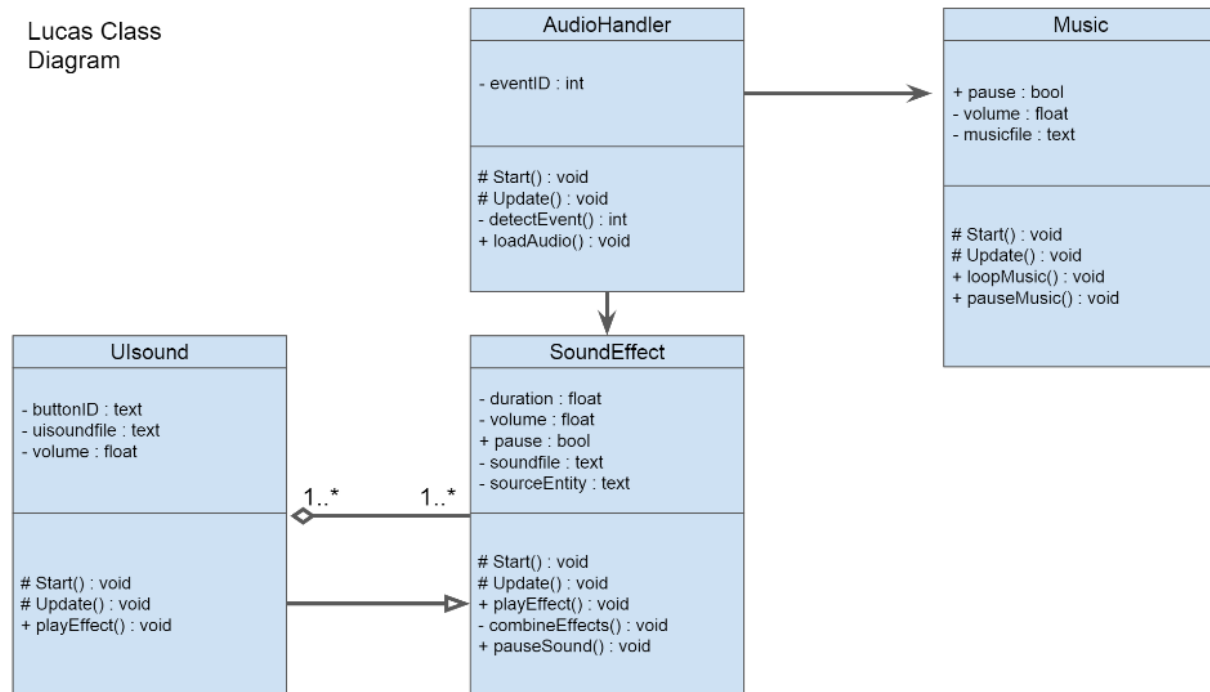 Lucas Class
Diagram
AudioHandler
- eventID : int
# Start() : void
# Update() : void
- detectEvent() : int
+ loadAudio() : void
Music
+ pause : bool
- volume : float
- musicfile : text
# Start() : void
# Update() : void
+ loopMusic() : void
+ pauseMusic() : void
UIsound
- buttonID : text
- uisoundfile : text
- volume : float
# Start() : void
# Update() : void
+ playEffect() : void
1..*
1..*
SoundEffect
- duration : float
- volume : float
+ pause : bool
- soundfile : text
- sourceEntity : text
# Start() : void
# Update() : void
+ playEffect() : void
- combineEffects() : void
+ pauseSound() : void